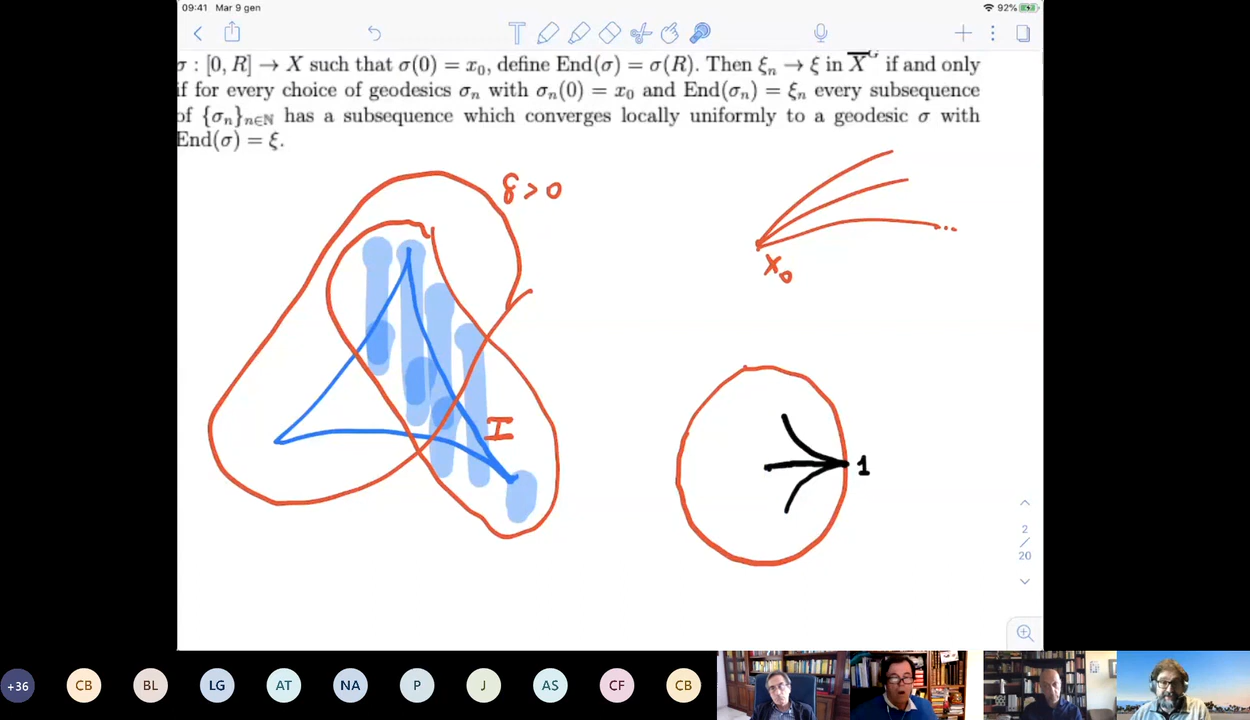 09:41 Mar 9 gen
92%
σ : [0, R] → X such that σ(0) = x₀, define End(σ) = σ(R). Then ξₙ → ξ in X̅ᴳ if and only
if for every choice of geodesics σₙ with σₙ(0) = x₀ and End(σₙ) = ξₙ every subsequence
of {σₙ}ₙ∈ℕ has a subsequence which converges locally uniformly to a geodesic σ with
End(σ) = ξ.
δ > 0
x₀
...
I
1
2
/
20
+36
CB
BL
LG
AT
NA
P
J
AS
CF
CB